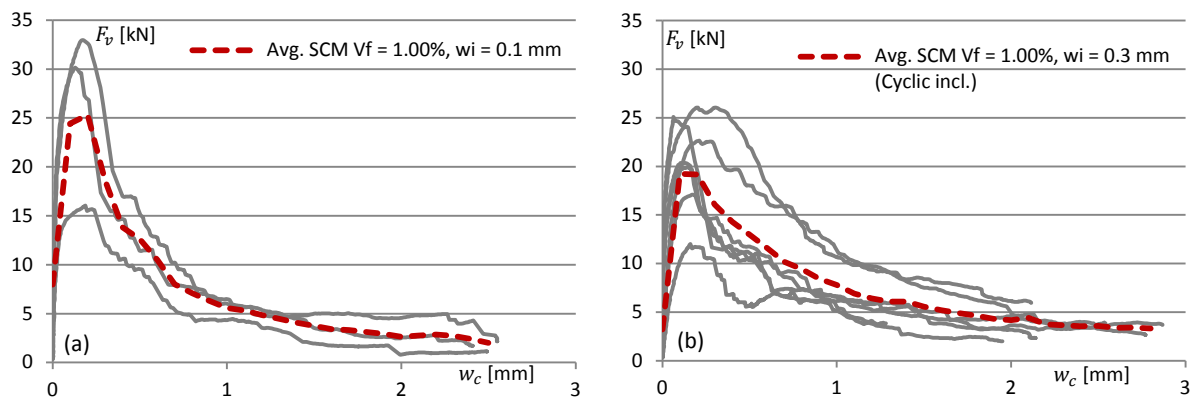 F_v [kN]
Avg. SCM Vf = 1.00%, wi = 0.1 mm
35
30
25
20
15
10
5
0
(a)
0
1
2
3
w_c [mm]
F_v [kN]
Avg. SCM Vf = 1.00%, wi = 0.3 mm
(Cyclic incl.)
35
30
25
20
15
10
5
0
(b)
0
1
2
3
w_c [mm]